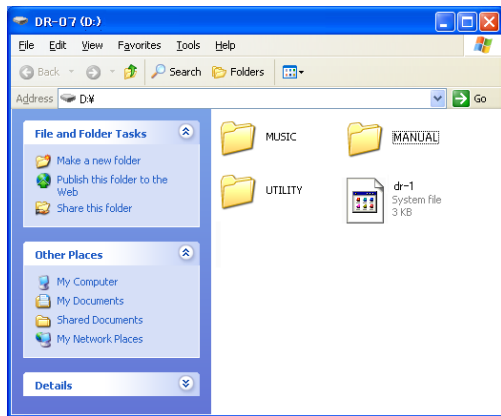 DR-07 (D:)
File Edit View Favorites Tools Help
Back Search Folders
Address D:¥ Go
File and Folder Tasks
Make a new folder
Publish this folder to the
Web
Share this folder
Other Places
My Computer
My Documents
Shared Documents
My Network Places
Details
MUSIC
MANUAL
UTILITY
dr-1
System file
3 KB